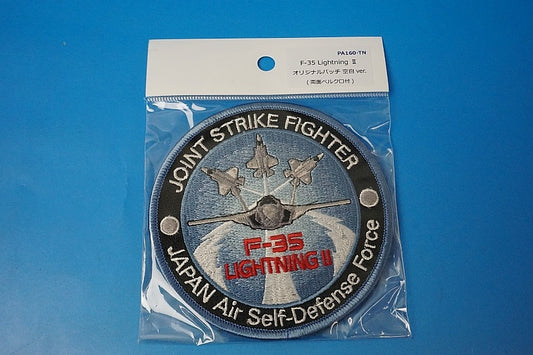 PA160-TN
F-35 Lightning Ⅱ
オリジナルパッチ 空自 ver.
(両面ベルクロ付)
JOINT STRIKE FIGHTER
F-35
LIGHTNING II
JAPAN Air Self-Defense Force